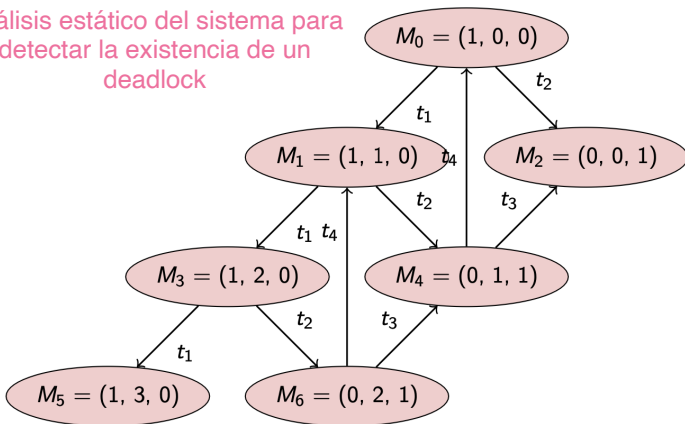 álisis estático del sistema para
detectar la existencia de un
deadlock
M₀ = (1, 0, 0)
t₁
t₂
M₁ = (1, 1, 0)
t₄
M₂ = (0, 0, 1)
t₂
t₃
t₁ t₄
M₃ = (1, 2, 0)
M₄ = (0, 1, 1)
t₂
t₃
t₁
M₅ = (1, 3, 0)
M₆ = (0, 2, 1)